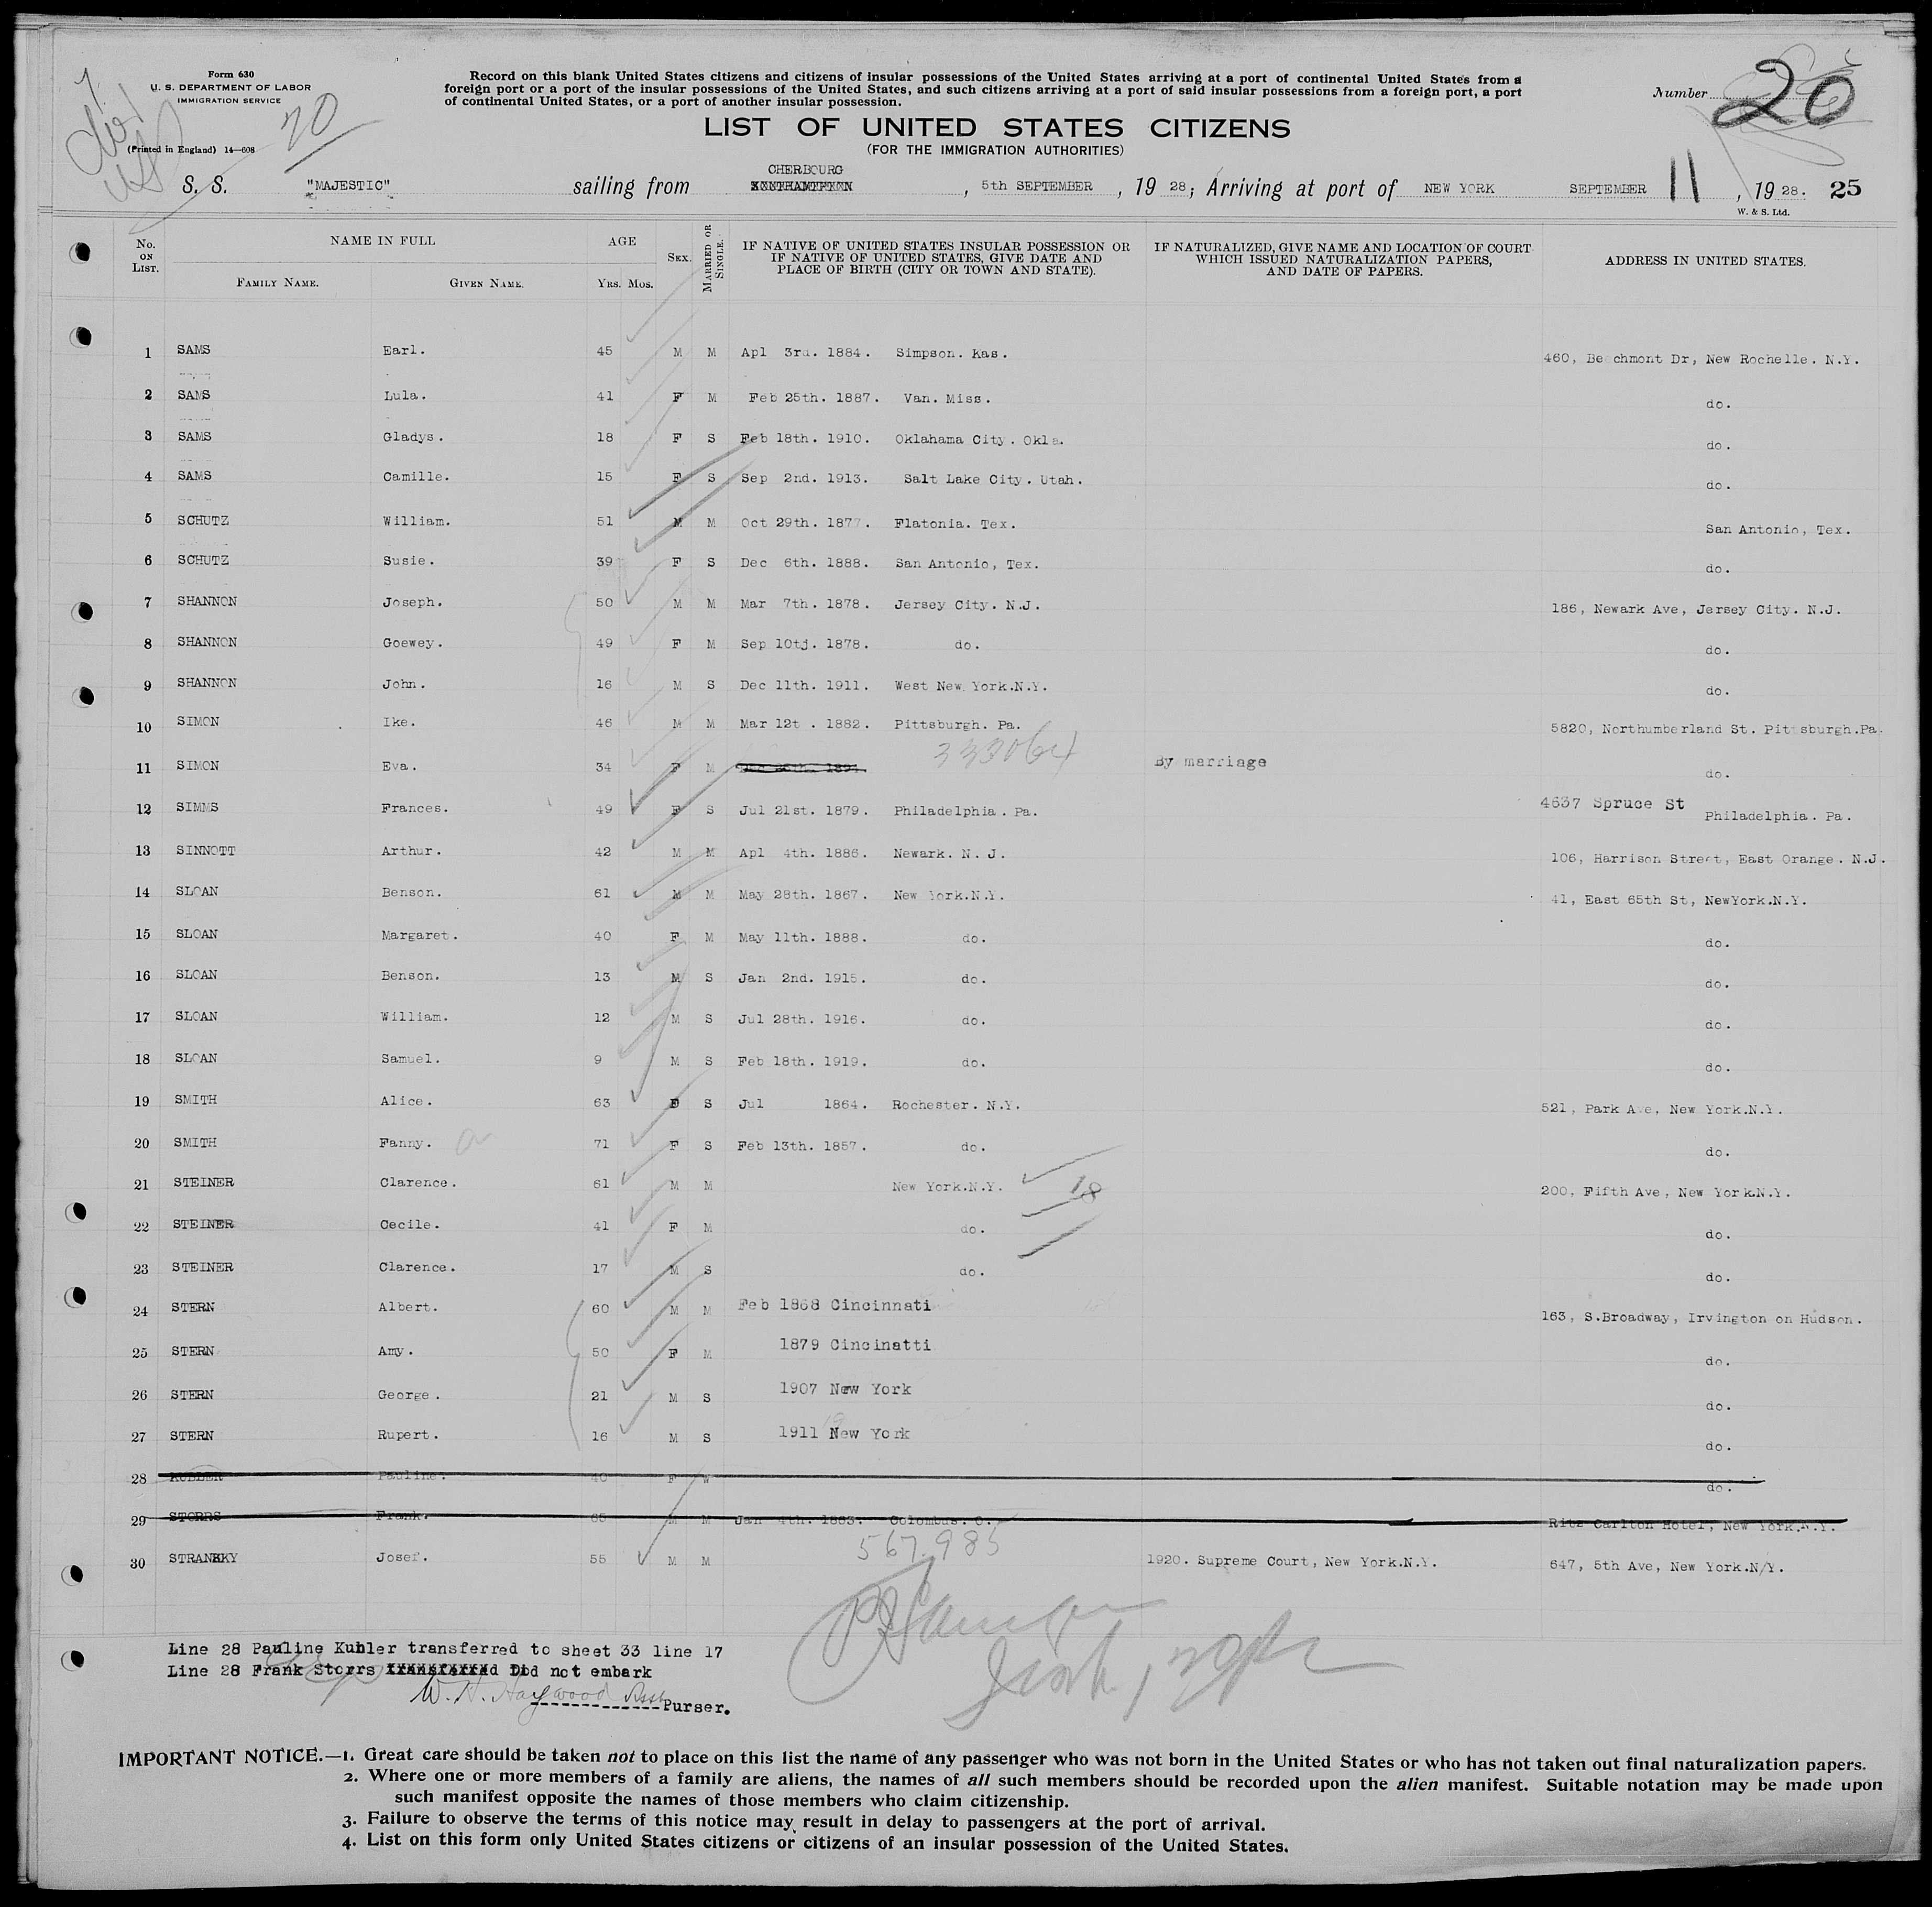 Form 630
U. S. DEPARTMENT OF LABOR
IMMIGRATION SERVICE
(Printed in England) 14—608
20
Record on this blank United States citizens and citizens of insular possessions of the United States arriving at a port of continental United States from a
foreign port or a port of the insular possessions of the United States, and such citizens arriving at a port of said insular possessions from a foreign port, a port
of continental United States, or a port of another insular possession.
Number 20
LIST OF UNITED STATES CITIZENS
(FOR THE IMMIGRATION AUTHORITIES)
CHERBOURG
S. S. "MAJESTIC" sailing from , 5th SEPTEMBER , 19 28; Arriving at port of NEW YORK SEPTEMBER 11 , 19 28. 25
W. & S. Ltd.
No. ON LIST. NAME IN FULL FAMILY NAME. GIVEN NAME. AGE YRS. MOS. SEX. MARRIED OR SINGLE. IF NATIVE OF UNITED STATES INSULAR POSSESSION OR IF NATIVE OF UNITED STATES, GIVE DATE AND PLACE OF BIRTH (CITY OR TOWN AND STATE). IF NATURALIZED, GIVE NAME AND LOCATION OF COURT WHICH ISSUED NATURALIZATION PAPERS, AND DATE OF PAPERS. ADDRESS IN UNITED STATES.
1 SAMS Earl. 45 M M Apl 3rd. 1884. Simpson. Kas. 460, Be chmont Dr, New Rochelle. N.Y.
2 SAMS Lula. 41 F M Feb 25th. 1887. Van. Miss. do.
3 SAMS Gladys. 18 F S Feb 18th. 1910. Oklahoma City. Okla. do.
4 SAMS Camille. 15 F S Sep 2nd. 1913. Salt Lake City. Utah. do.
5 SCHUTZ William. 51 M M Oct 29th. 1877. Flatonia. Tex. San Antonio, Tex.
6 SCHUTZ Susie. 39 F S Dec 6th. 1888. San Antonio, Tex. do.
7 SHANNON Joseph. 50 M M Mar 7th. 1878. Jersey City. N.J. 186, Newark Ave, Jersey City. N.J.
8 SHANNON Goewey. 49 F M Sep 10tj. 1878. do. do.
9 SHANNON John. 16 M S Dec 11th. 1911. West New York.N.Y. do.
10 SIMON Ike. 46 M M Mar 12t . 1882. Pittsburgh. Pa. 5820, Northumberland St. Pittsburgh.Pa.
11 SIMON Eva. 34 F M 333064 By marriage do.
12 SIMMS Frances. 49 F S Jul 21st. 1879. Philadelphia. Pa. 4637 Spruce St Philadelphia. Pa.
13 SINNOTT Arthur. 42 M M Apl 4th. 1886. Newark. N. J. 106, Harrison Street, East Orange. N.J.
14 SLOAN Benson. 61 M M May 28th. 1867. New York.N.Y. 41, East 65th St, NewYork.N.Y.
15 SLOAN Margaret. 40 F M May 11th. 1888. do. do.
16 SLOAN Benson. 13 M S Jan 2nd. 1915. do. do.
17 SLOAN William. 12 M S Jul 28th. 1916. do. do.
18 SLOAN Samuel. 9 M S Feb 18th. 1919. do. do.
19 SMITH Alice. 63 F S Jul 1864. Rochester. N.Y. 521, Park Ave, New York.N.Y.
20 SMITH Fanny. a 71 F S Feb 13th. 1857. do. do.
21 STEINER Clarence. 61 M M New York.N.Y. 18 200, Fifth Ave, New York.N.Y.
22 STEINER Cecile. 41 F M do. do.
23 STEINER Clarence. 17 M S do. do.
24 STERN Albert. 60 M M Feb 1868 Cincinnati 163, S.Broadway, Irvington on Hudson.
25 STERN Amy. 50 F M 1879 Cincinatti do.
26 STERN George. 21 M S 1907 New York do.
27 STERN Rupert. 16 M S 1911 New York do.
28 KUBLER Pauline. 40 F W do.
29 STORRS Frank. 65 M M Jan 4th. 1863. Colombus. O. Ritz Carlton Hotel, New York.N.Y.
567985
30 STRANSKY Josef. 55 M M 1920. Supreme Court, New York.N.Y. 647, 5th Ave, New York.N/Y.
Line 28 Pauline Kubler transferred to sheet 33 line 17
Line 28 Frank Storrs Did not embark
W. H. Haywood Asst Purser.
IMPORTANT NOTICE.—1. Great care should be taken not to place on this list the name of any passenger who was not born in the United States or who has not taken out final naturalization papers.
2. Where one or more members of a family are aliens, the names of all such members should be recorded upon the alien manifest. Suitable notation may be made upon
such manifest opposite the names of those members who claim citizenship.
3. Failure to observe the terms of this notice may result in delay to passengers at the port of arrival.
4. List on this form only United States citizens or citizens of an insular possession of the United States.